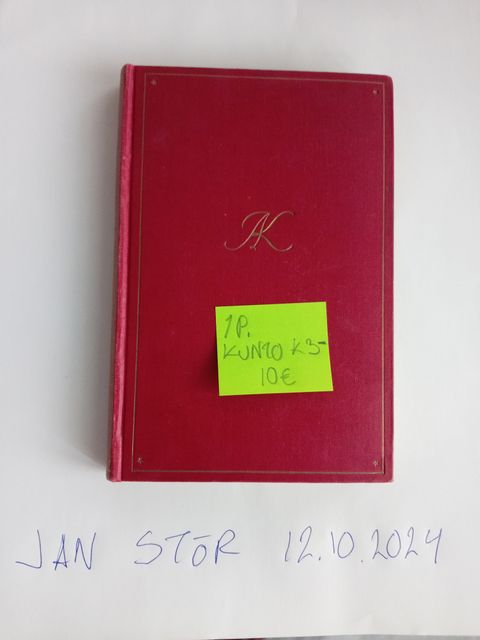 AK
1P.
KUNTO K3-
10€
JAN STÖR 12.10.2024